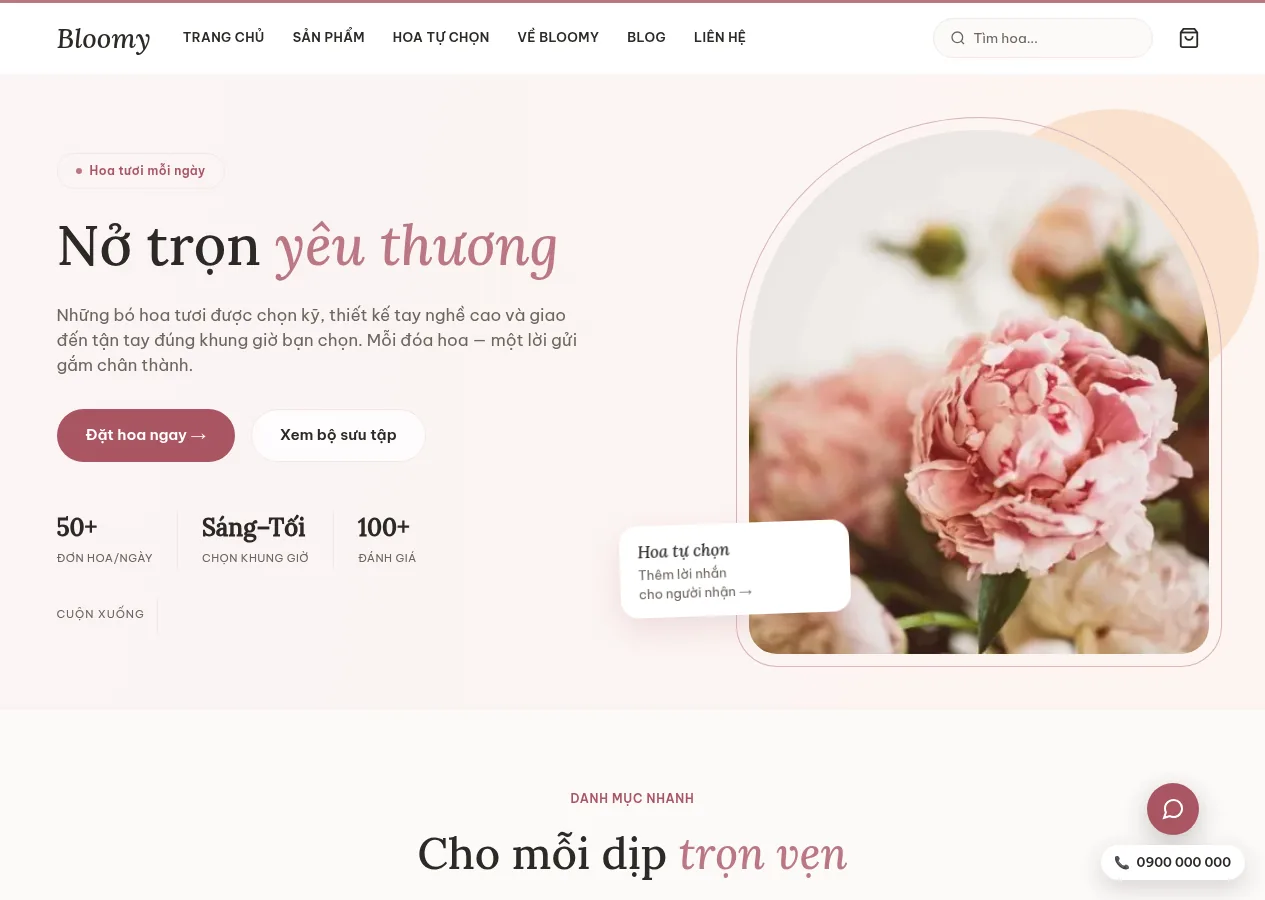 Bloomy
TRANG CHỦ
SẢN PHẨM
HOA TỰ CHỌN
VỀ BLOOMY
BLOG
LIÊN HỆ
Tìm hoa...
Hoa tươi mỗi ngày
Nở trọn yêu thương
Những bó hoa tươi được chọn kỹ, thiết kế tay nghề cao và giao
đến tận tay đúng khung giờ bạn chọn. Mỗi đóa hoa — một lời gửi
gắm chân thành.
Đặt hoa ngay →
Xem bộ sưu tập
50+
ĐƠN HOA/NGÀY
Sáng–Tối
CHỌN KHUNG GIỜ
100+
ĐÁNH GIÁ
CUỘN XUỐNG
Hoa tự chọn
Thêm lời nhắn
cho người nhận →
DANH MỤC NHANH
Cho mỗi dịp trọn vẹn
0900 000 000